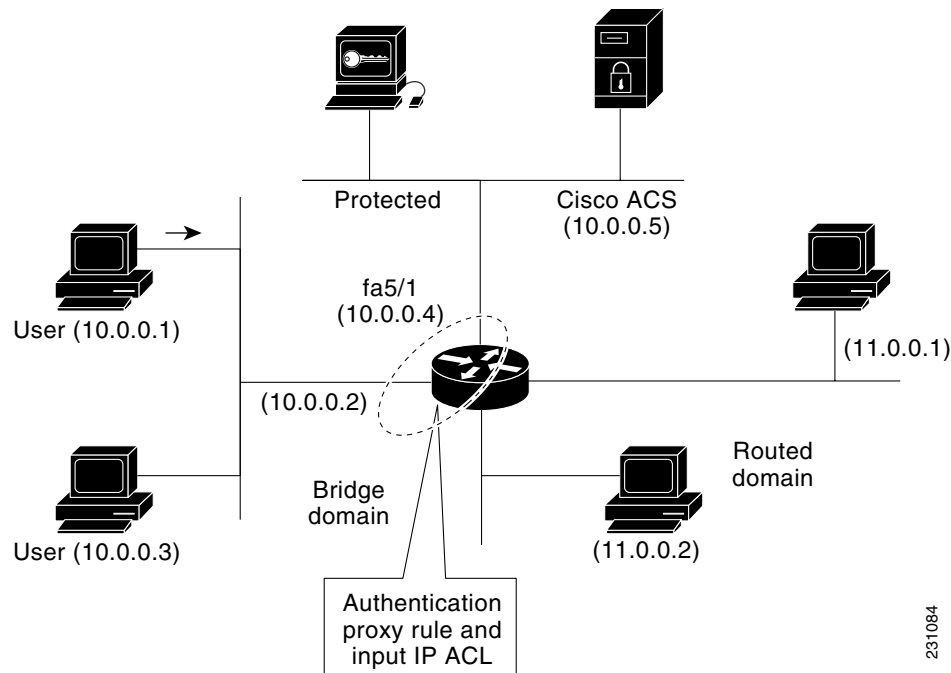 Protected
Cisco ACS
(10.0.0.5)
fa5/1
(10.0.0.4)
User (10.0.0.1)
(11.0.0.1)
(10.0.0.2)
Bridge
domain
Routed
domain
User (10.0.0.3)
(11.0.0.2)
Authentication
proxy rule and
input IP ACL
231084